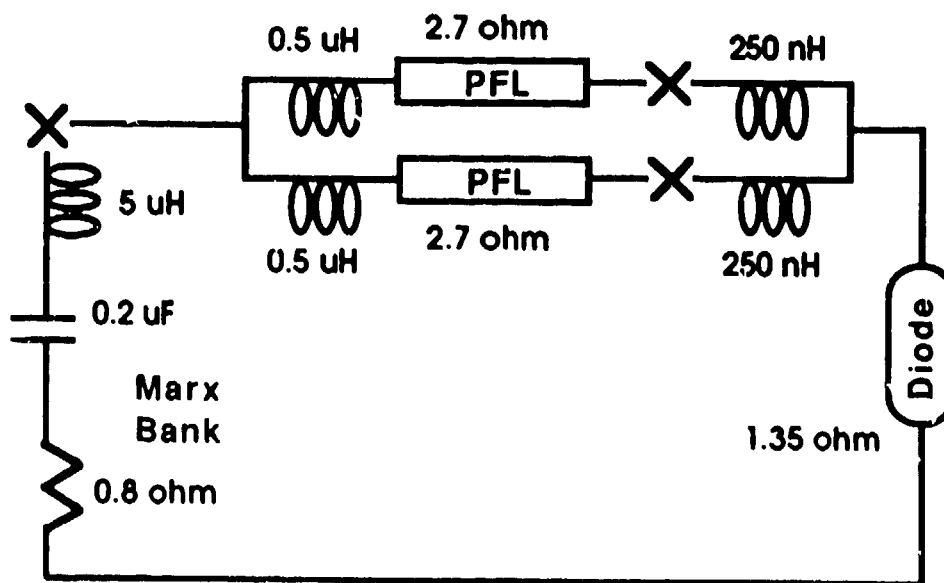 0.5 uH
2.7 ohm
250 nH
PFL
5 uH
PFL
0.5 uH
2.7 ohm
250 nH
0.2 uF
Marx
Bank
0.8 ohm
Diode
1.35 ohm